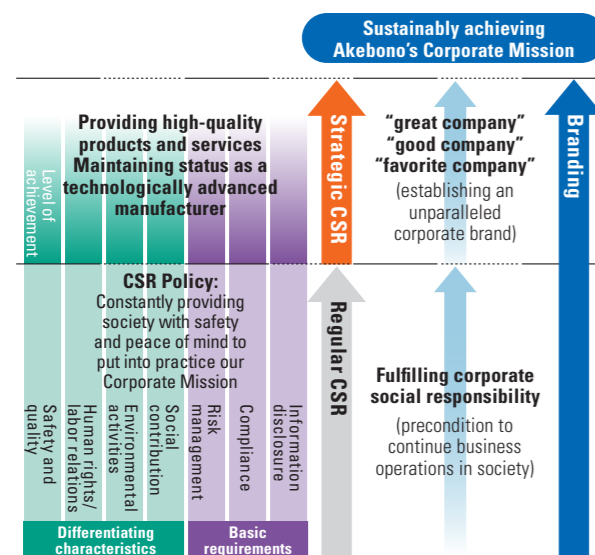 Sustainably achieving
Akebono's Corporate Mission
Providing high-quality
products and services
Maintaining status as a
technologically advanced
manufacturer
Level of
achievement
Strategic CSR
“great company”
“good company”
“favorite company”
(establishing an
unparalleled
corporate brand)
Branding
CSR Policy:
Constantly providing
society with safety
and peace of mind to
put into practice our
Corporate Mission
Regular CSR
Fulfilling corporate
social responsibility
(precondition to
continue business
operations in society)
Safety and
quality
Human rights/
labor relations
Environmental
activities
Social
contribution
Risk
management
Compliance
Information
disclosure
Differentiating
characteristics
Basic
requirements